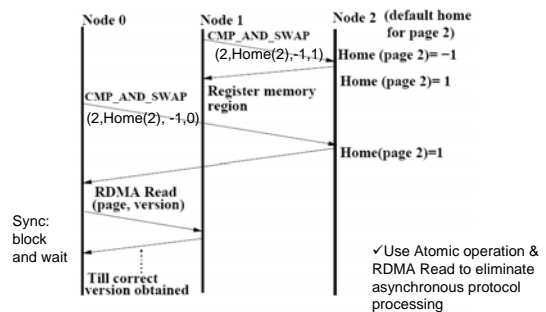 Node 0
Node 1
Node 2 (default home
for page 2)
CMP_AND_SWAP
(2,Home(2),-1,1)
Home (page 2)= −1
Home (page 2)= 1
Register memory
region
CMP_AND_SWAP
(2,Home(2), -1,0)
Home(page 2)=1
RDMA Read
(page, version)
Sync:
block
and wait
Till correct
version obtained
✓Use Atomic operation &
RDMA Read to eliminate
asynchronous protocol
processing